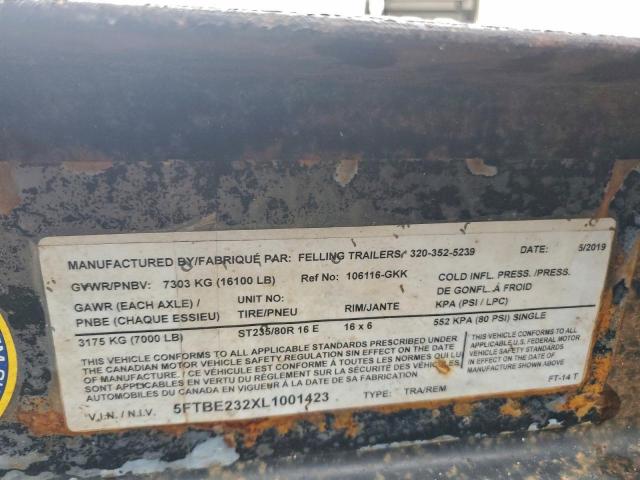 MANUFACTURED BY/FABRIQUÉ PAR: FELLING TRAILERS/ 320-352-5239 DATE: 5/2019
GVWR/PNBV: 7303 KG (16100 LB) Ref No: 106116-GKK COLD INFL. PRESS. /PRESS.
DE GONFL.Á FROID
GAWR (EACH AXLE) / UNIT NO: RIM/JANTE KPA (PSI / LPC)
PNBE (CHAQUE ESSIEU) TIRE/PNEU
3175 KG (7000 LB) ST235/80R 16 E 16 x 6 552 KPA (80 PSI) SINGLE
THIS VEHICLE CONFORMS TO ALL APPLICABLE STANDARDS PRESCRIBED UNDER
THE CANADIAN MOTOR VEHICLE SAFETY REGULATION SIN EFFECT ON THE DATE
OF MANUFACTURE. / CE VÉHICULE EST CONFORME A TOUTES LES NORMES QUI LUI
SONT APPLICABLES EN VERTU DU RÉGLEMENT SUR LA SÉCURITÉ DES VÉHICULES
AUTOMOBILES DU CANADA EN VIGUEUR Á LA DATE DE SA FABRICATION.
THIS VEHICLE CONFORMS TO ALL
APPLICABLE U.S. FEDERAL MOTOR
VEHICLE SAFETY STANDARDS
IN EFFECT ON THE DATE OF
MANUFACTURE SHOWN ABOVE.
V.I.N. / N.I.V. 5FTBE232XL1001423 TYPE: TRA/REM FT-14 T